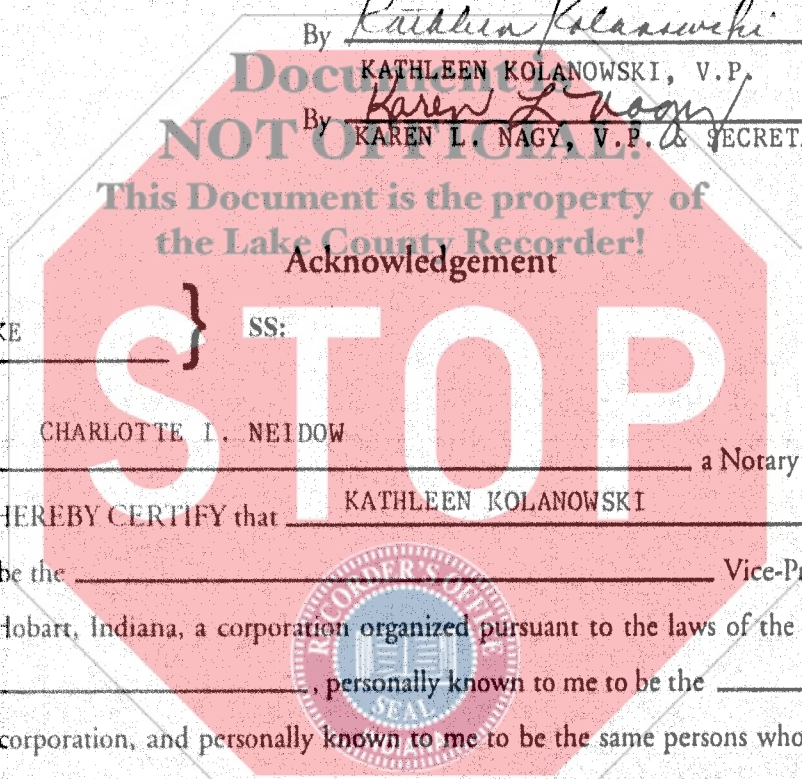 By Kathleen Kolanowski
KATHLEEN KOLANOWSKI, V.P.
By Karen L Nagy
KAREN L. NAGY, V.P. & SECRETA
Document is
NOT OFFICIAL!
This Document is the property of
the Lake County Recorder!
Acknowledgement
KE } SS:
STOP
CHARLOTTE I. NEIDOW
a Notary
HEREBY CERTIFY that KATHLEEN KOLANOWSKI
be the Vice-Pr
Hobart, Indiana, a corporation organized pursuant to the laws of the
, personally known to me to be the
corporation, and personally known to me to be the same persons who
RECORDER'S OFFICE
SEAL
INDIANA